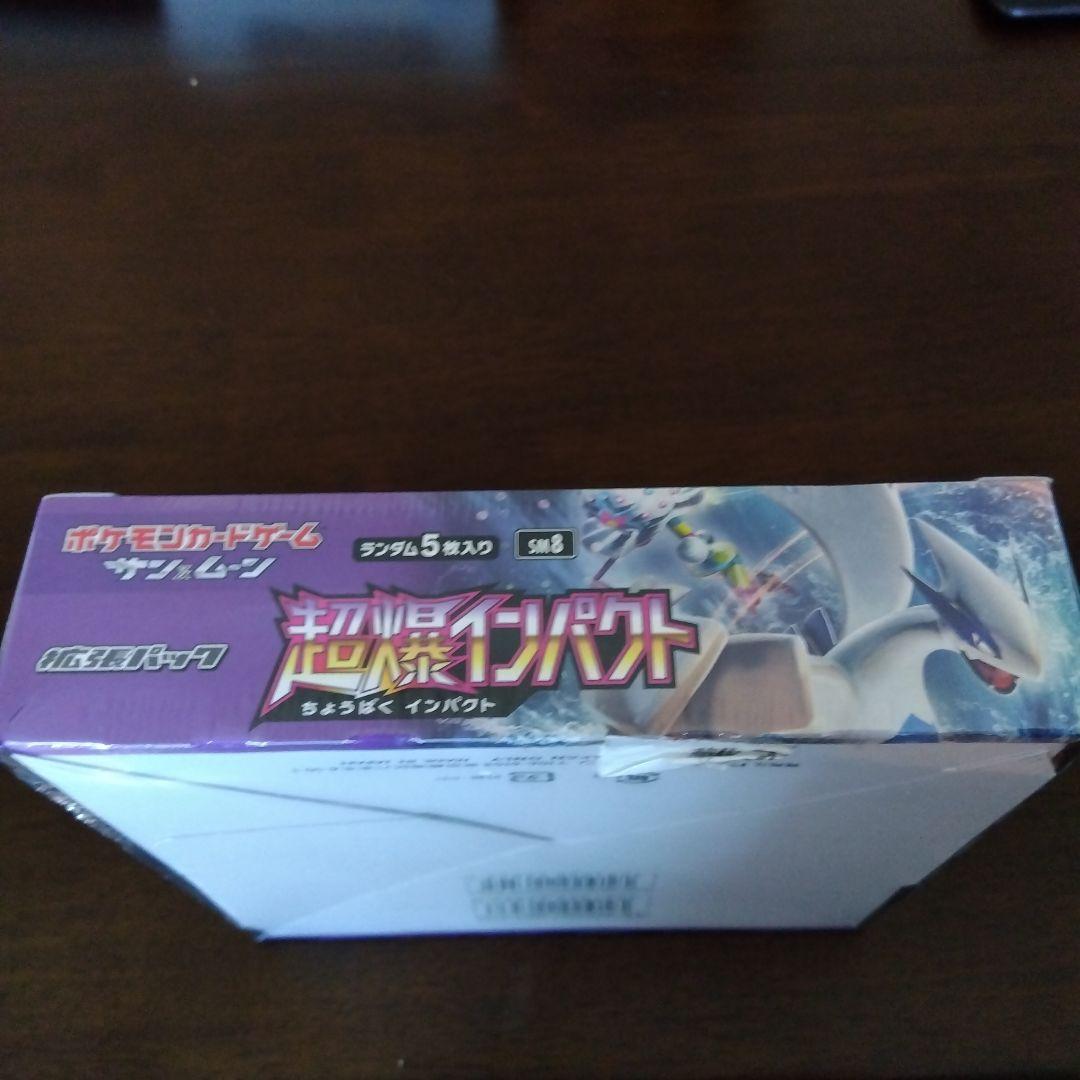 ポケモンカードゲーム
サン&ムーン
ランダム5枚入り
SM8
拡張パック
超爆インパクト
ちょうばく インパクト